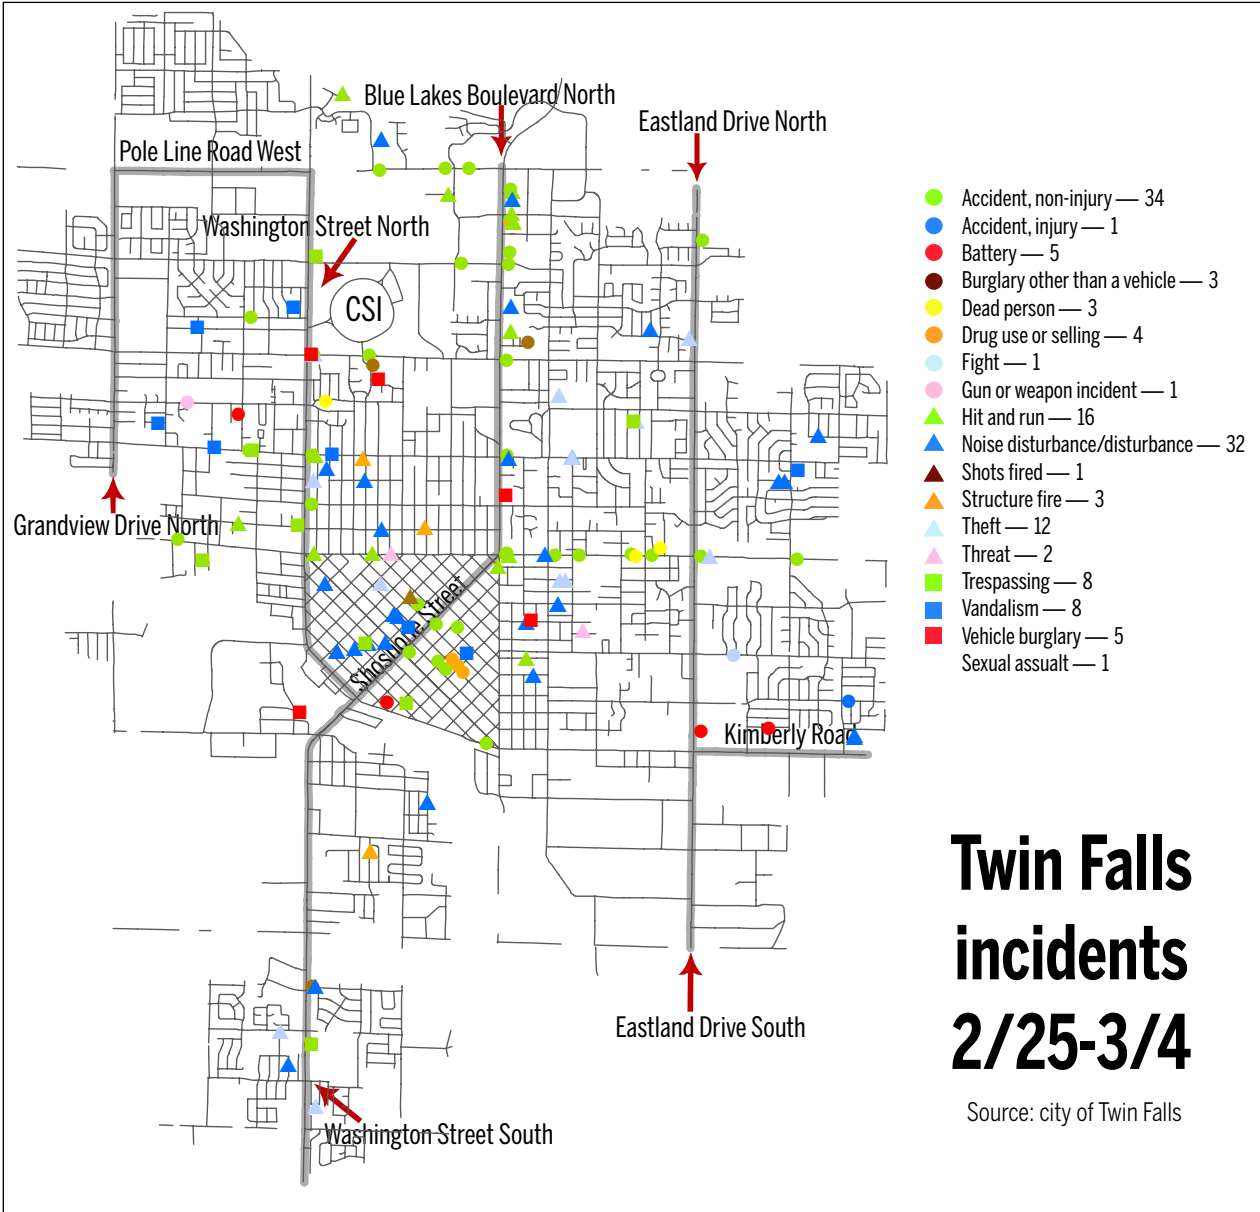 Blue Lakes Boulevard North
Eastland Drive North
Pole Line Road West
Washington Street North
CSI
Grandview Drive North
Shoshone Street
Kimberly Road
Eastland Drive South
Washington Street South
Accident, non-injury — 34
Accident, injury — 1
Battery — 5
Burglary other than a vehicle — 3
Dead person — 3
Drug use or selling — 4
Fight — 1
Gun or weapon incident — 1
Hit and run — 16
Noise disturbance/disturbance — 32
Shots fired — 1
Structure fire — 3
Theft — 12
Threat — 2
Trespassing — 8
Vandalism — 8
Vehicle burglary — 5
Sexual assualt — 1
Twin Falls
incidents
2/25-3/4
Source: city of Twin Falls